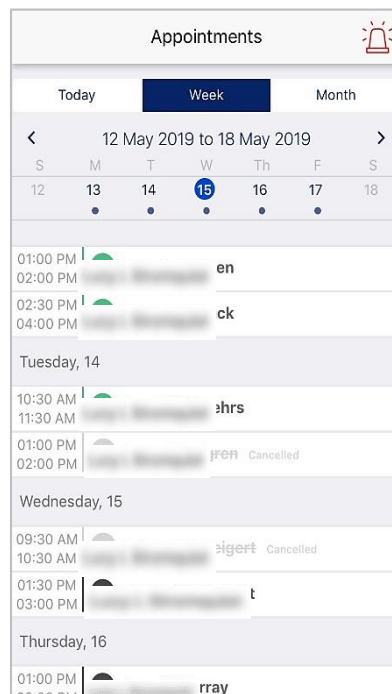 Appointments
Today Week Month
12 May 2019 to 18 May 2019
S M T W Th F S
12 13 14 15 16 17 18
01:00 PM
02:00 PM en
02:30 PM
04:00 PM ck
Tuesday, 14
10:30 AM
11:30 AM ehrs
01:00 PM
02:00 PM gren Cancelled
Wednesday, 15
09:30 AM
10:30 AM eigert Cancelled
01:30 PM
03:00 PM t
Thursday, 16
01:00 PM
rray